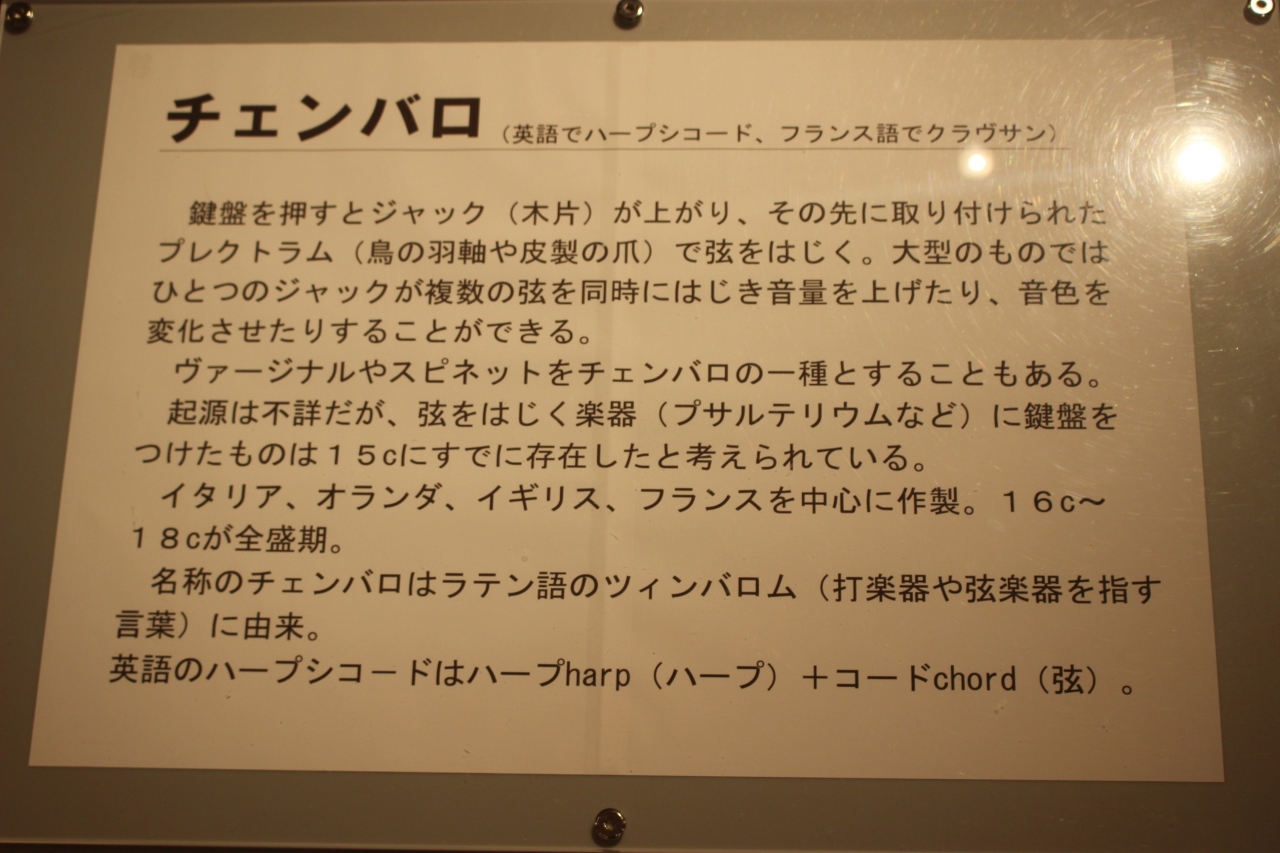 チェンバロ（英語でハープシコード、フランス語でクラヴサン）
鍵盤を押すとジャック（木片）が上がり、その先に取り付けられた
プレクトラム（鳥の羽軸や皮製の爪）で弦をはじく。大型のものでは
ひとつのジャックが複数の弦を同時にはじき音量を上げたり、音色を
変化させたりすることができる。
ヴァージナルやスピネットをチェンバロの一種とすることもある。
起源は不詳だが、弦をはじく楽器（プサルテリウムなど）に鍵盤を
つけたものは１５cにすでに存在したと考えられている。
イタリア、オランダ、イギリス、フランスを中心に作製。１６c～
１８cが全盛期。
名称のチェンバロはラテン語のツィンバロム（打楽器や弦楽器を指す
言葉）に由来。
英語のハープシコードはハープharp（ハープ）＋コードchord（弦）。